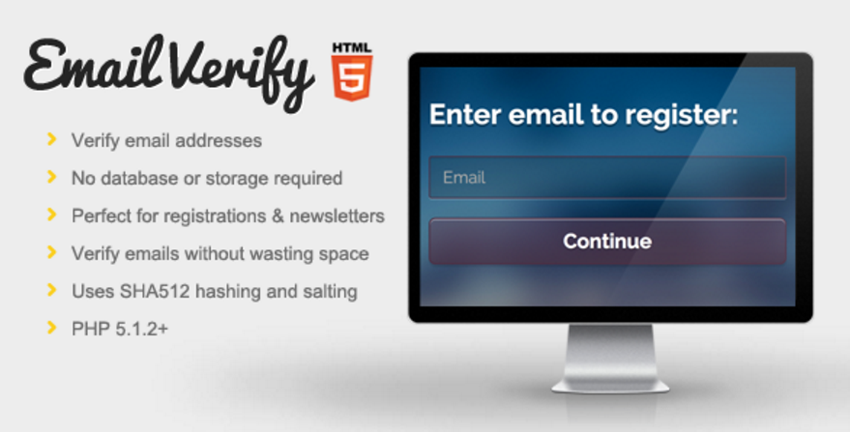 Email Verify
HTML
5
Verify email addresses
No database or storage required
Perfect for registrations & newsletters
Verify emails without wasting space
Uses SHA512 hashing and salting
PHP 5.1.2+
Enter email to register:
Email
Continue